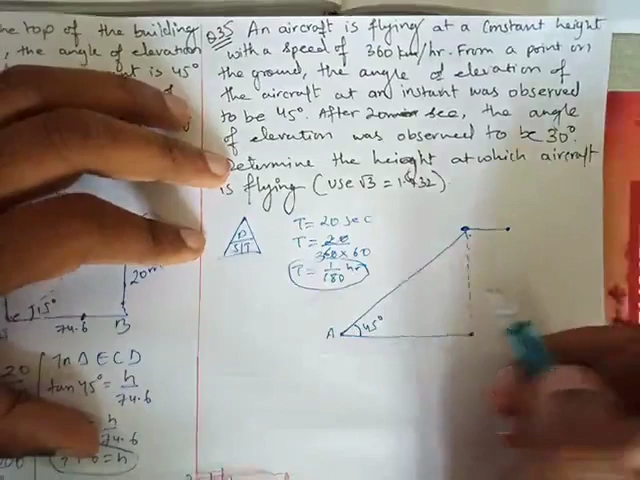 he top of the building
, the angle of elevation
is 45°
20m
15°
74.6
B
20
In Δ ECD
tan 45° = h
74.6
h
74.6
= h
Q35 An aircraft is flying at a constant height
with a speed of 360 km/hr. From a point on
the ground, the angle of elevation of
the aircraft at an instant was observed
to be 45°. After 20 sec, the angle
of elevation was observed to be 30°.
Determine the height at which aircraft
is flying (use √3 = 1.732)
D
S|T
T = 20 sec
T = 20
360 × 60
T = 1 hr
180
A
45°